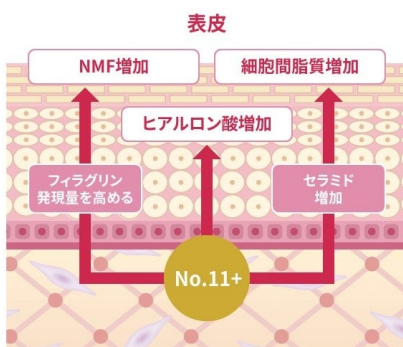 表皮
NMF増加
細胞間脂質増加
ヒアルロン酸増加
フィラグリン
発現量を高める
セラミド
増加
No.11+